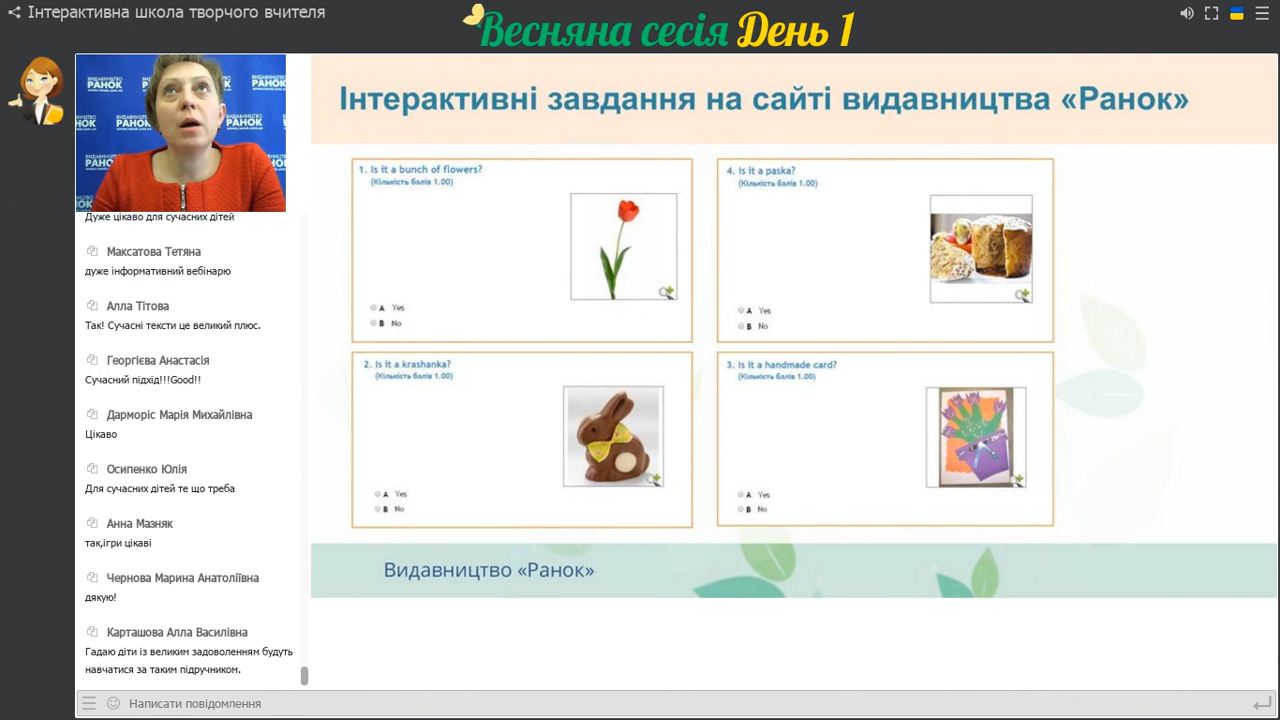 Інтерактивна школа творчого вчителя
Весняна сесія День 1
ВИДАВНИЦТВО
РАНОК
www.ranok.com.ua
Дуже цікаво для сучасних дітей
Максатова Тетяна
дуже інформативний вебінарю
Алла Тітова
Так! Сучасні тексти це великий плюс.
Георгієва Анастасія
Сучасний підхід!!!Good!!
Дарморіс Марія Михайлівна
Цікаво
Осипенко Юлія
Для сучасних дітей те що треба
Анна Мазняк
так,ігри цікаві
Чернова Марина Анатоліївна
дякую!
Карташова Алла Василівна
Гадаю діти із великим задоволенням будуть
навчатися за таким підручником.
Написати повідомлення
Інтерактивні завдання на сайті видавництва «Ранок»
1. Is it a bunch of flowers?
(Кількість балів 1.00)
A Yes
B No
4. Is it a paska?
(Кількість балів 1.00)
A Yes
B No
2. Is it a krashanka?
(Кількість балів 1.00)
A Yes
B No
3. Is it a handmade card?
(Кількість балів 1.00)
A Yes
B No
Видавництво «Ранок»